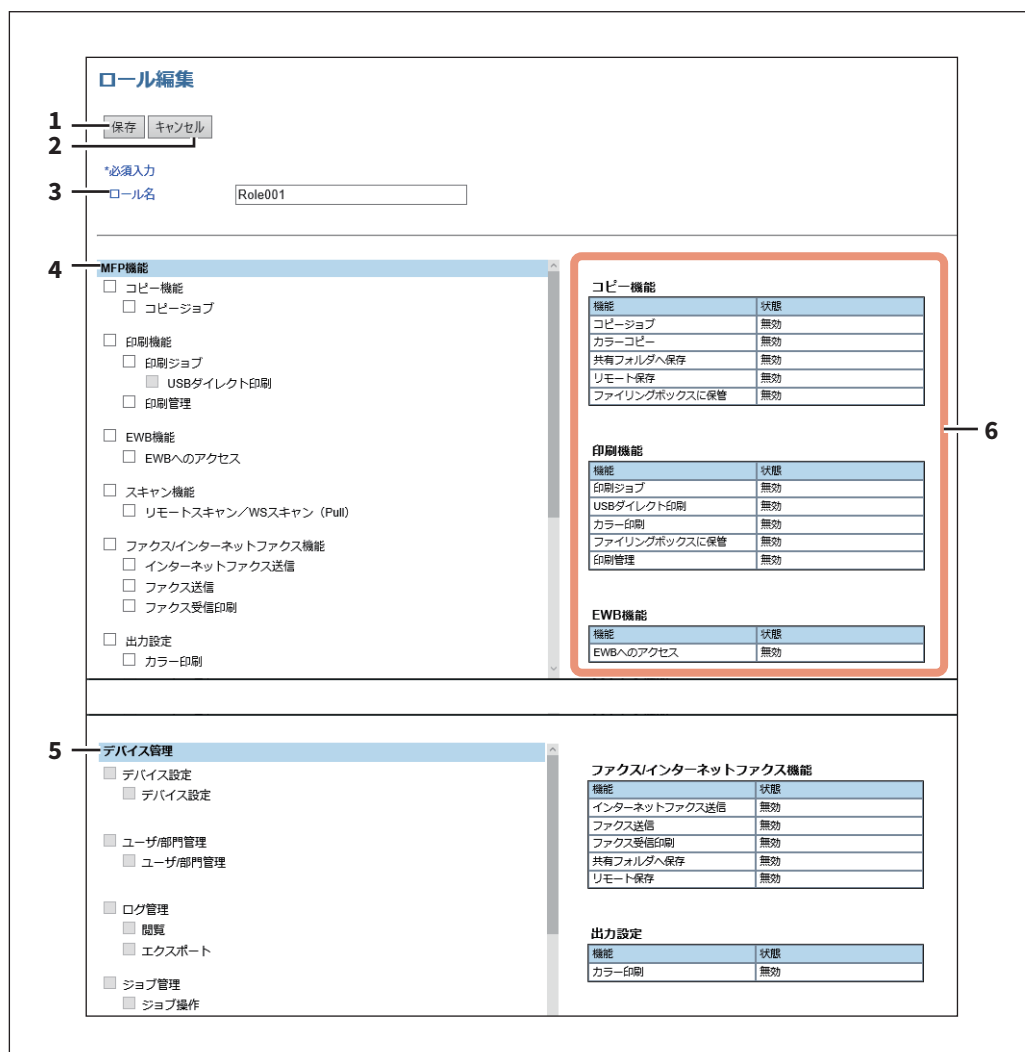 ロール編集
1
保存 キャンセル
2
*必須入力
3
ロール名 Role001
4
MFP機能
コピー機能
コピージョブ
印刷機能
印刷ジョブ
USBダイレクト印刷
印刷管理
EWB機能
EWBへのアクセス
スキャン機能
リモートスキャン／WSスキャン（Pull）
ファクス/インターネットファクス機能
インターネットファクス送信
ファクス送信
ファクス受信印刷
出力設定
カラー印刷
コピー機能
機能 状態
コピージョブ 無効
カラーコピー 無効
共有フォルダへ保存 無効
リモート保存 無効
ファイリングボックスに保管 無効
6
印刷機能
機能 状態
印刷ジョブ 無効
USBダイレクト印刷 無効
カラー印刷 無効
ファイリングボックスに保管 無効
印刷管理 無効
EWB機能
機能 状態
EWBへのアクセス 無効
5
デバイス管理
デバイス設定
デバイス設定
ユーザ/部門管理
ユーザ/部門管理
ログ管理
閲覧
エクスポート
ジョブ管理
ジョブ操作
ファクス/インターネットファクス機能
機能 状態
インターネットファクス送信 無効
ファクス送信 無効
ファクス受信印刷 無効
共有フォルダへ保存 無効
リモート保存 無効
出力設定
機能 状態
カラー印刷 無効